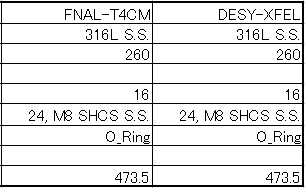 FNAL-T4CM DESY-XFEL
316L S.S. 316L S.S.
260 260
16 16
24, M8 SHCS S.S. 24, M8 SHCS S.S.
O_Ring O_Ring
473.5 473.5